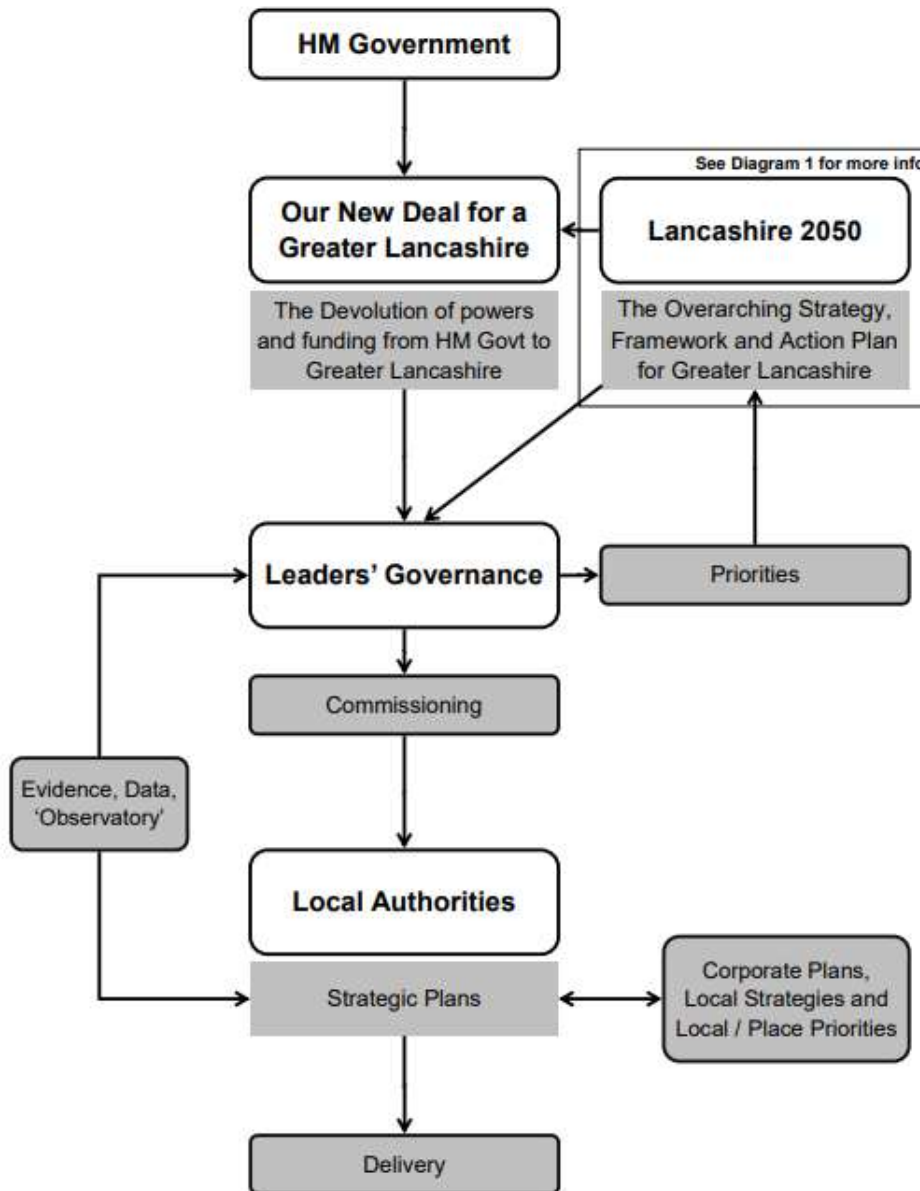 HM Government
See Diagram 1 for more info
Our New Deal for a
Greater Lancashire
Lancashire 2050
The Devolution of powers
and funding from HM Govt to
Greater Lancashire
The Overarching Strategy,
Framework and Action Plan
for Greater Lancashire
Leaders’ Governance
Priorities
Commissioning
Evidence, Data,
‘Observatory’
Local Authorities
Strategic Plans
Corporate Plans,
Local Strategies and
Local / Place Priorities
Delivery